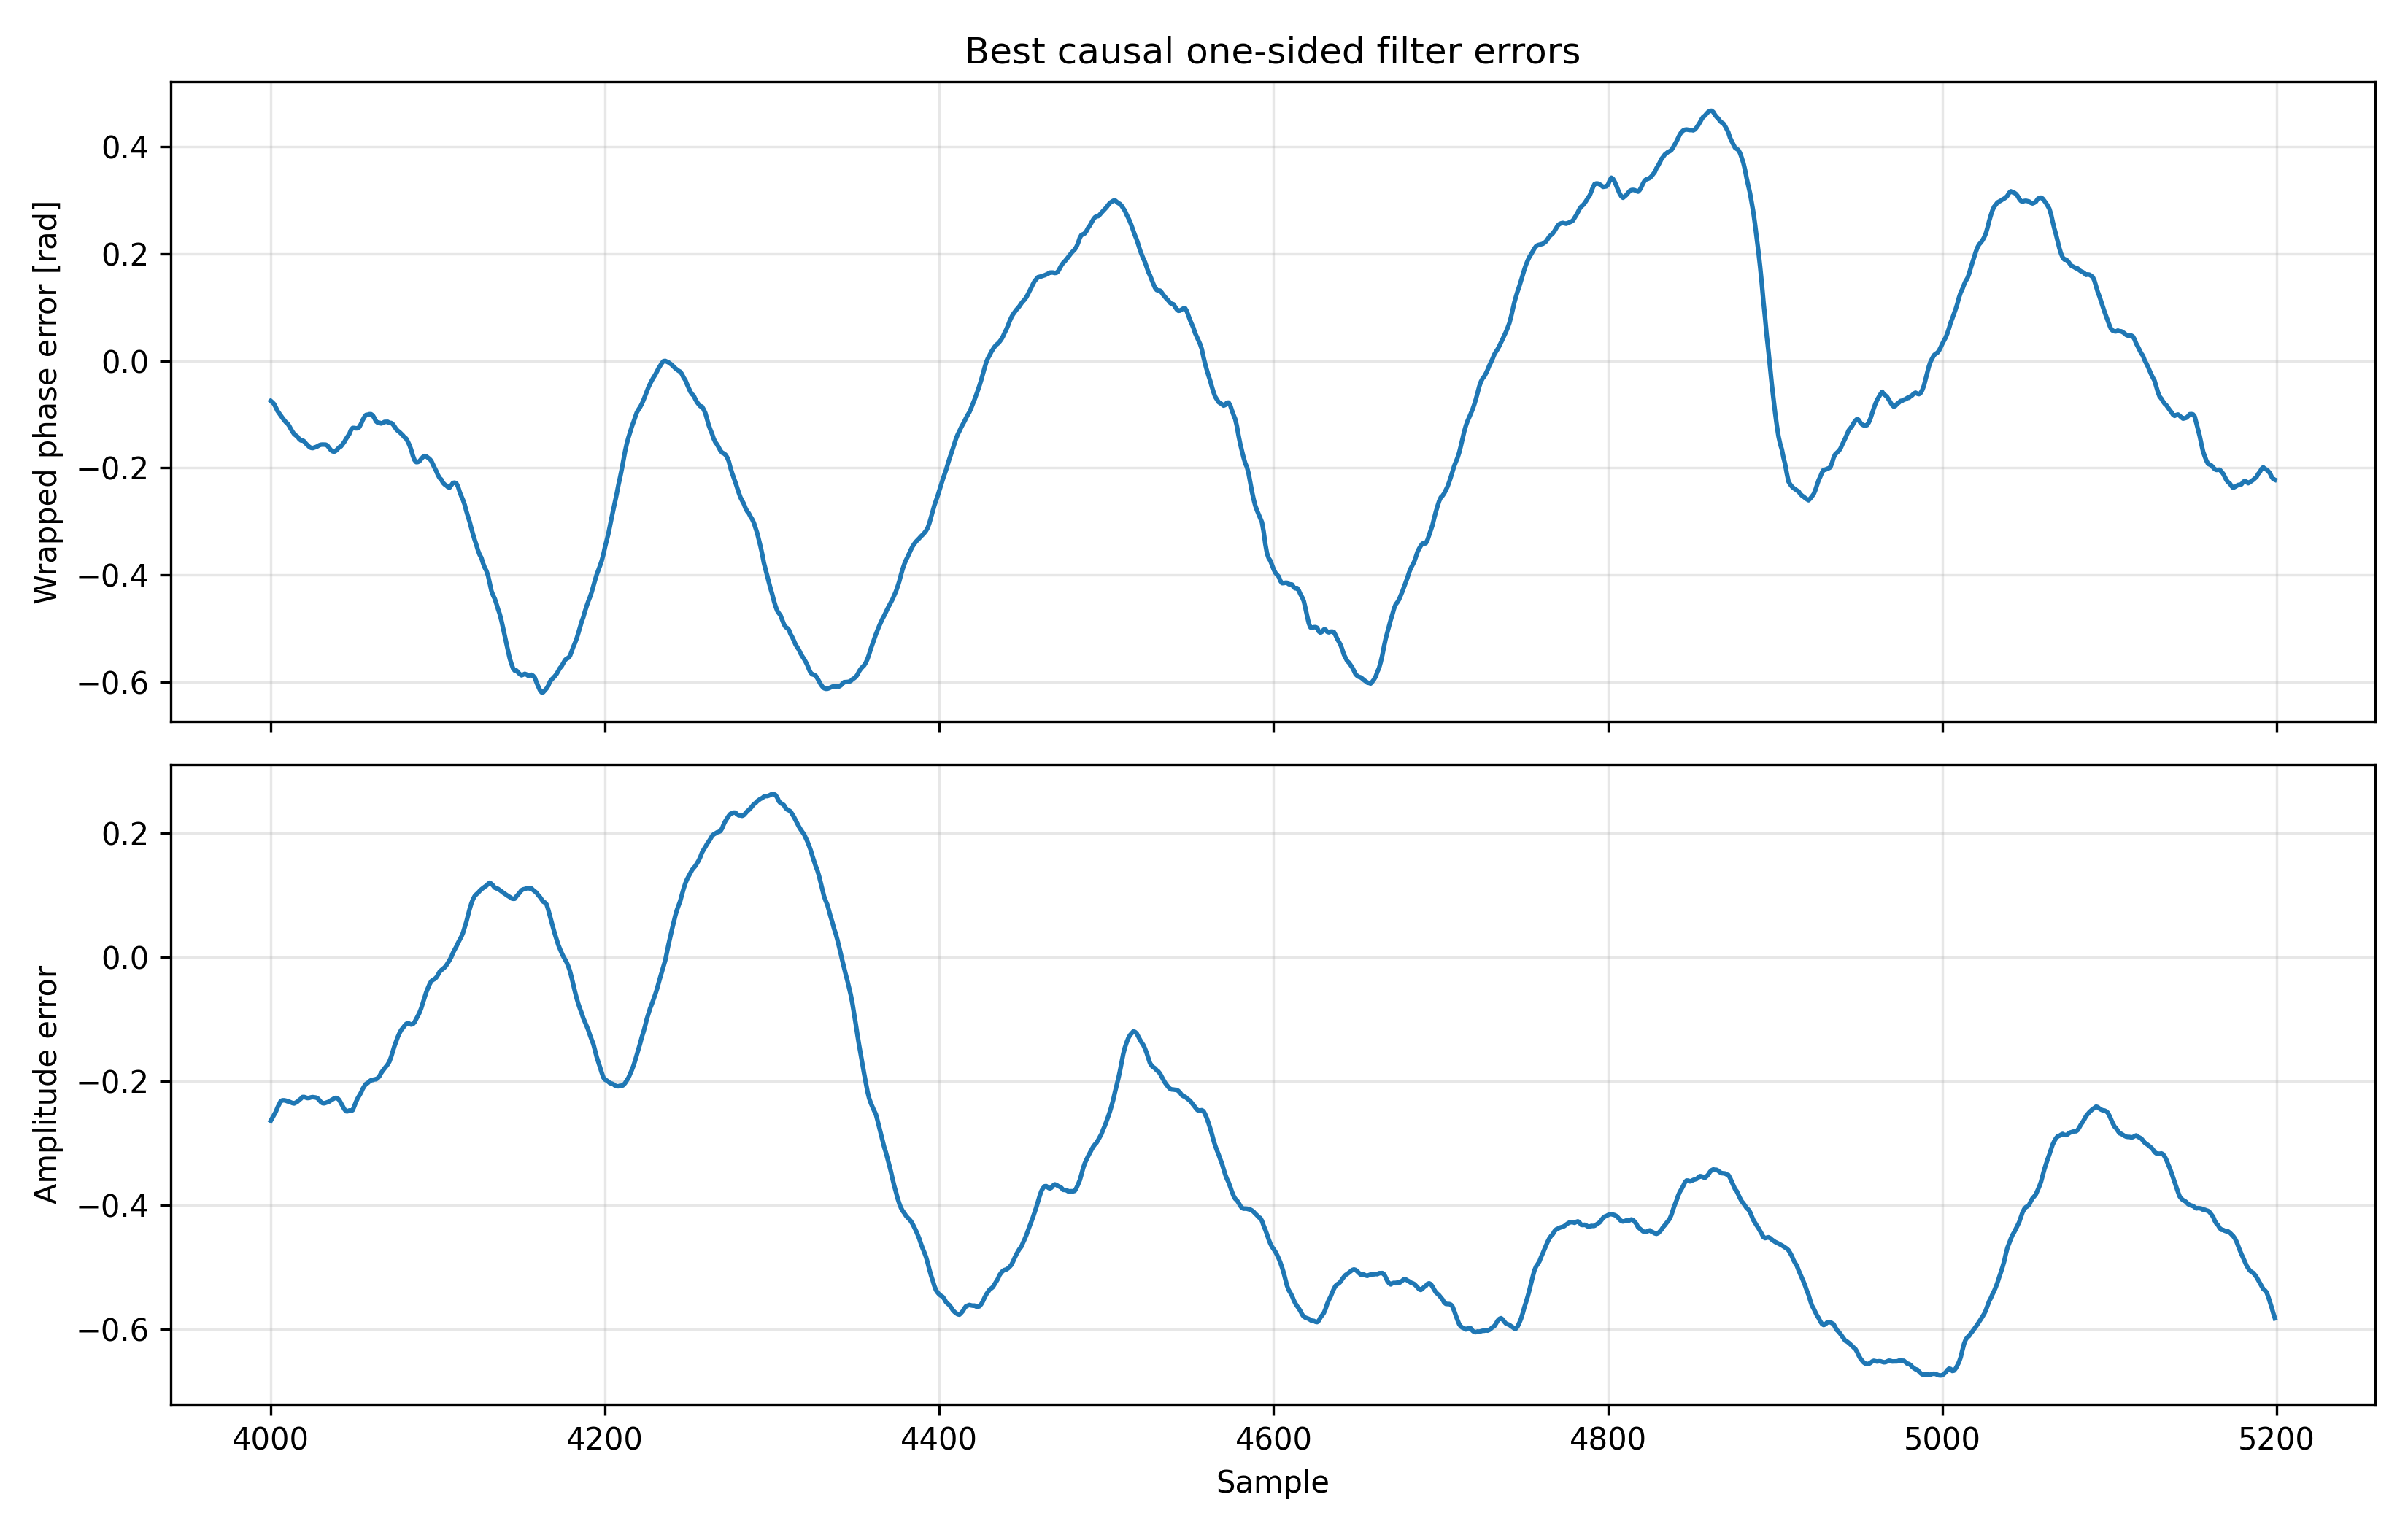 Best causal one-sided filter errors
Wrapped phase error [rad]
0.4
0.2
0.0
−0.2
−0.4
−0.6
Amplitude error
0.2
0.0
−0.2
−0.4
−0.6
4000 4200 4400 4600 4800 5000 5200
Sample